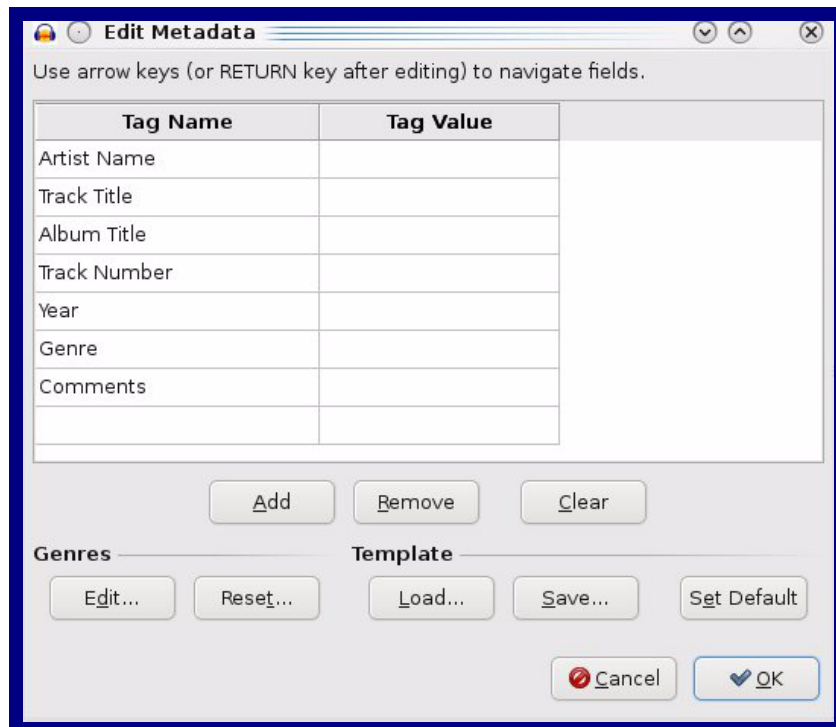 Edit Metadata
Use arrow keys (or RETURN key after editing) to navigate fields.
Tag Name Tag Value
Artist Name
Track Title
Album Title
Track Number
Year
Genre
Comments
Add Remove Clear
Genres Template
Edit... Reset... Load... Save... Set Default
Cancel OK